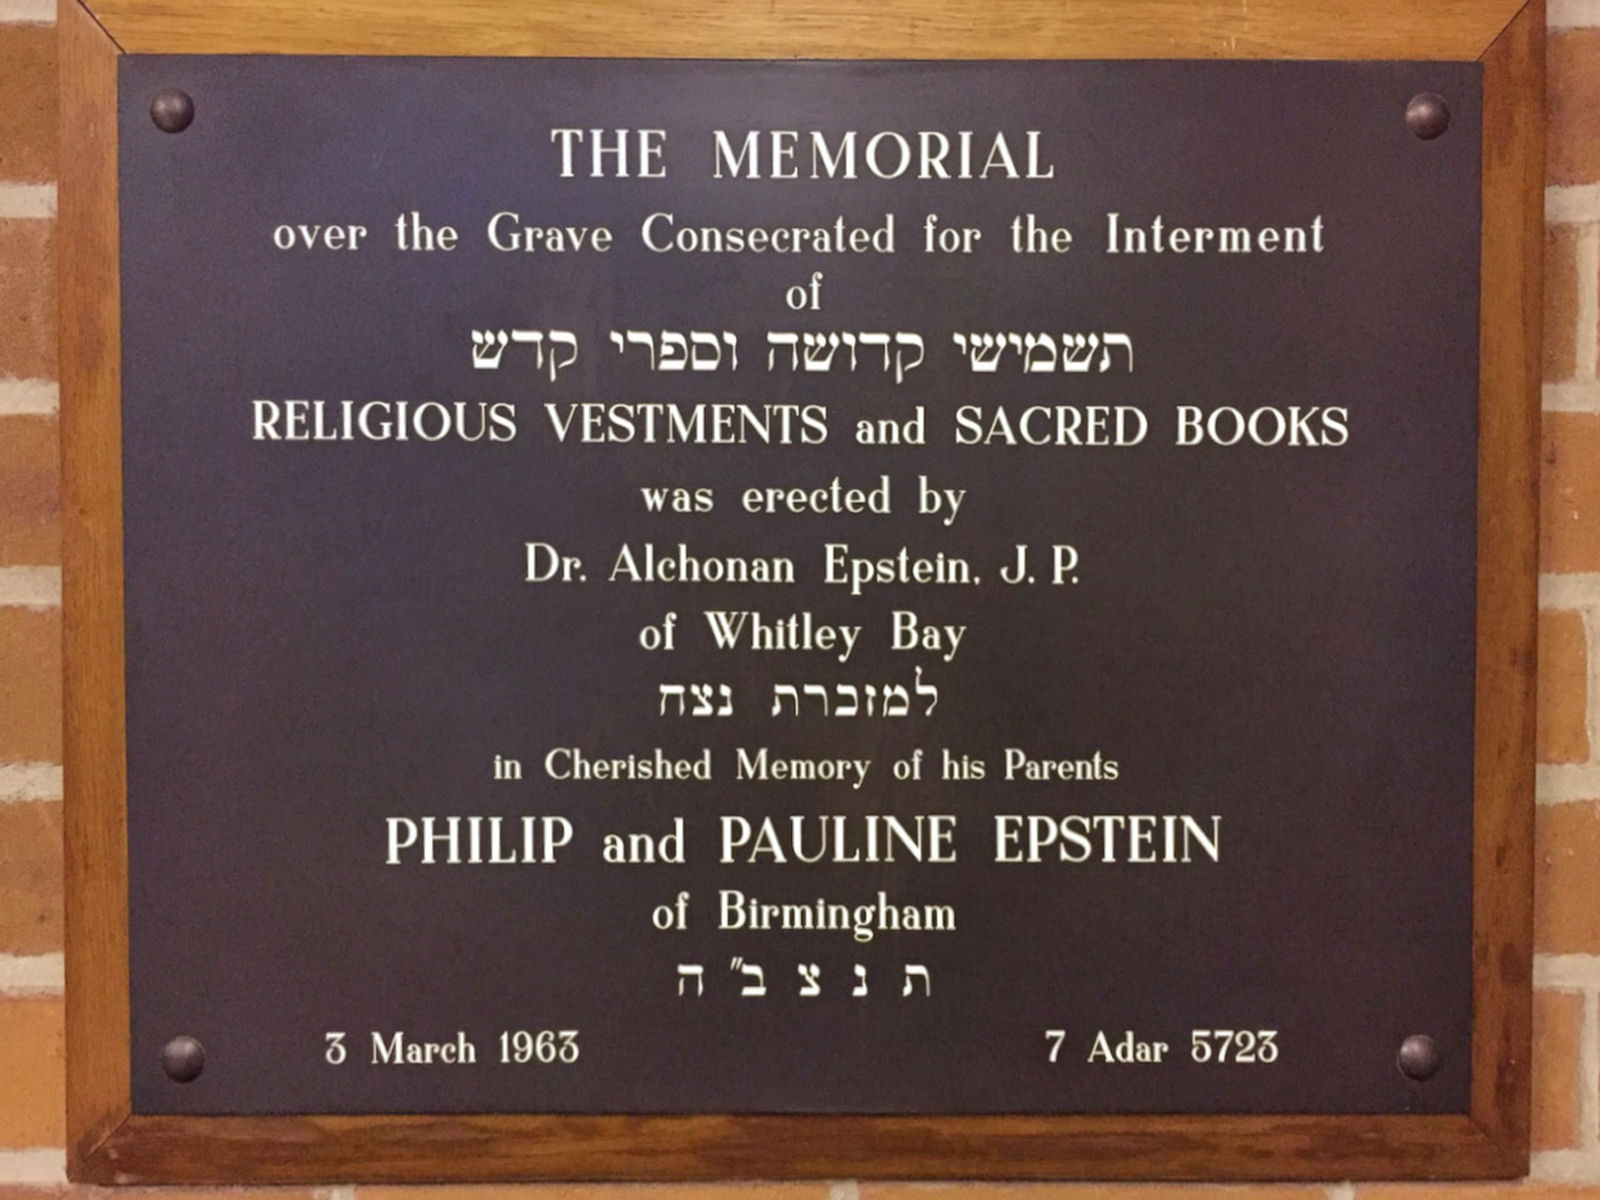 THE MEMORIAL
over the Grave Consecrated for the Interment
of
תשמישי קדושה וספרי קדש
RELIGIOUS VESTMENTS and SACRED BOOKS
was erected by
Dr. Alchonan Epstein, J. P.
of Whitley Bay
למזכרת נצח
in Cherished Memory of his Parents
PHILIP and PAULINE EPSTEIN
of Birmingham
ת נ צ ב" ה
3 March 1963 7 Adar 5723